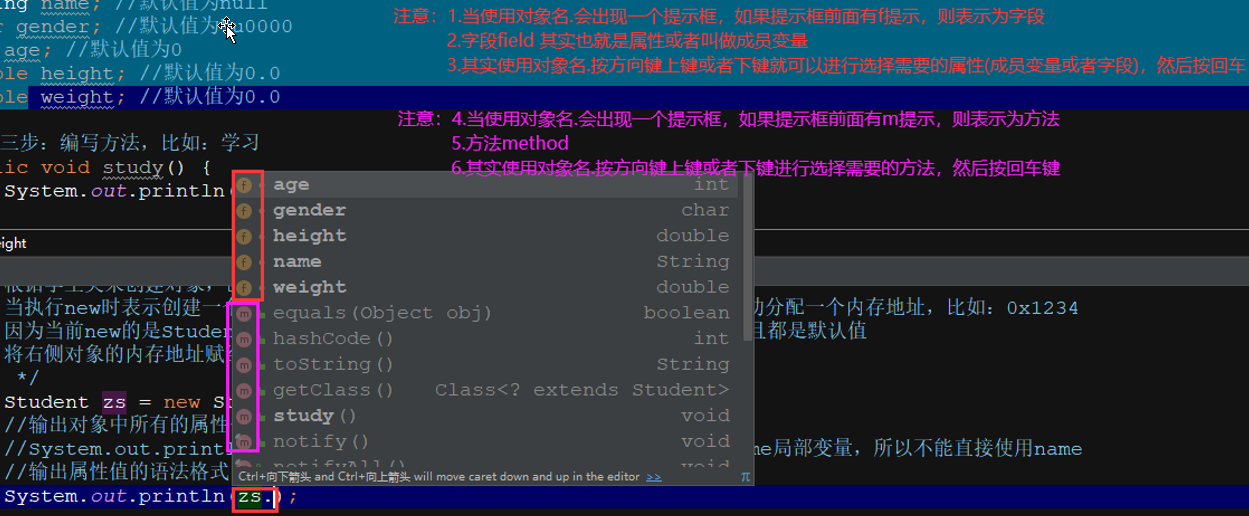 ng name; //默认值为null
注意：1.当使用对象名.会出现一个提示框，如果提示框前面有f提示，则表示为字段
r gender; //默认值为\u0000
2.字段field 其实也就是属性或者叫做成员变量
age; //默认值为0
3.其实使用对象名.按方向键上键或者下键就可以进行选择需要的属性(成员变量或者字段)，然后按回车
ble height; //默认值为0.0
ble weight; //默认值为0.0
注意：4.当使用对象名.会出现一个提示框，如果提示框前面有m提示，则表示为方法
三步：编写方法，比如：学习
5.方法method
lic void study() {
6.其实使用对象名.按方向键上键或者下键进行选择需要的方法，然后按回车键
System.out.println(
f age int
f gender char
f height double
eight
f name String
f weight double
当执行new时表示创建一个
动分配一个内存地址，比如：0x1234
m equals(Object obj) boolean
因为当前new的是Studen
且都是默认值
m hashCode() int
将右侧对象的内存地址赋
m toString() String
*/
m getClass() Class<? extends Student>
Student zs = new S
m study() void
//输出对象中所有的属性
m notify() void
//System.out.printl
me局部变量，所以不能直接使用name
m notifyAll() void
//输出属性值的语法格式
Ctrl+向下箭头 and Ctrl+向上箭头 will move caret down and up in the editor >> π
System.out.println(zs.);